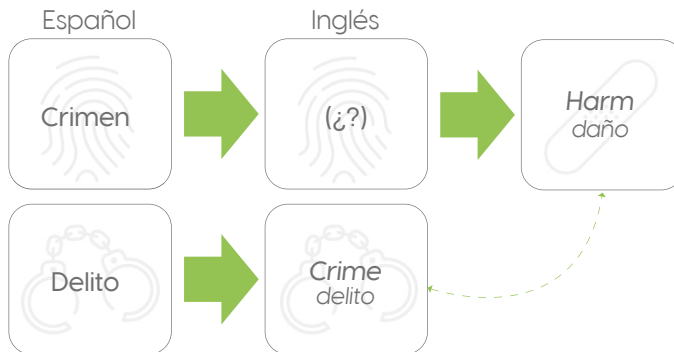 Español
Inglés
Crimen
(¿?)
Harm
daño
Delito
Crime
delito